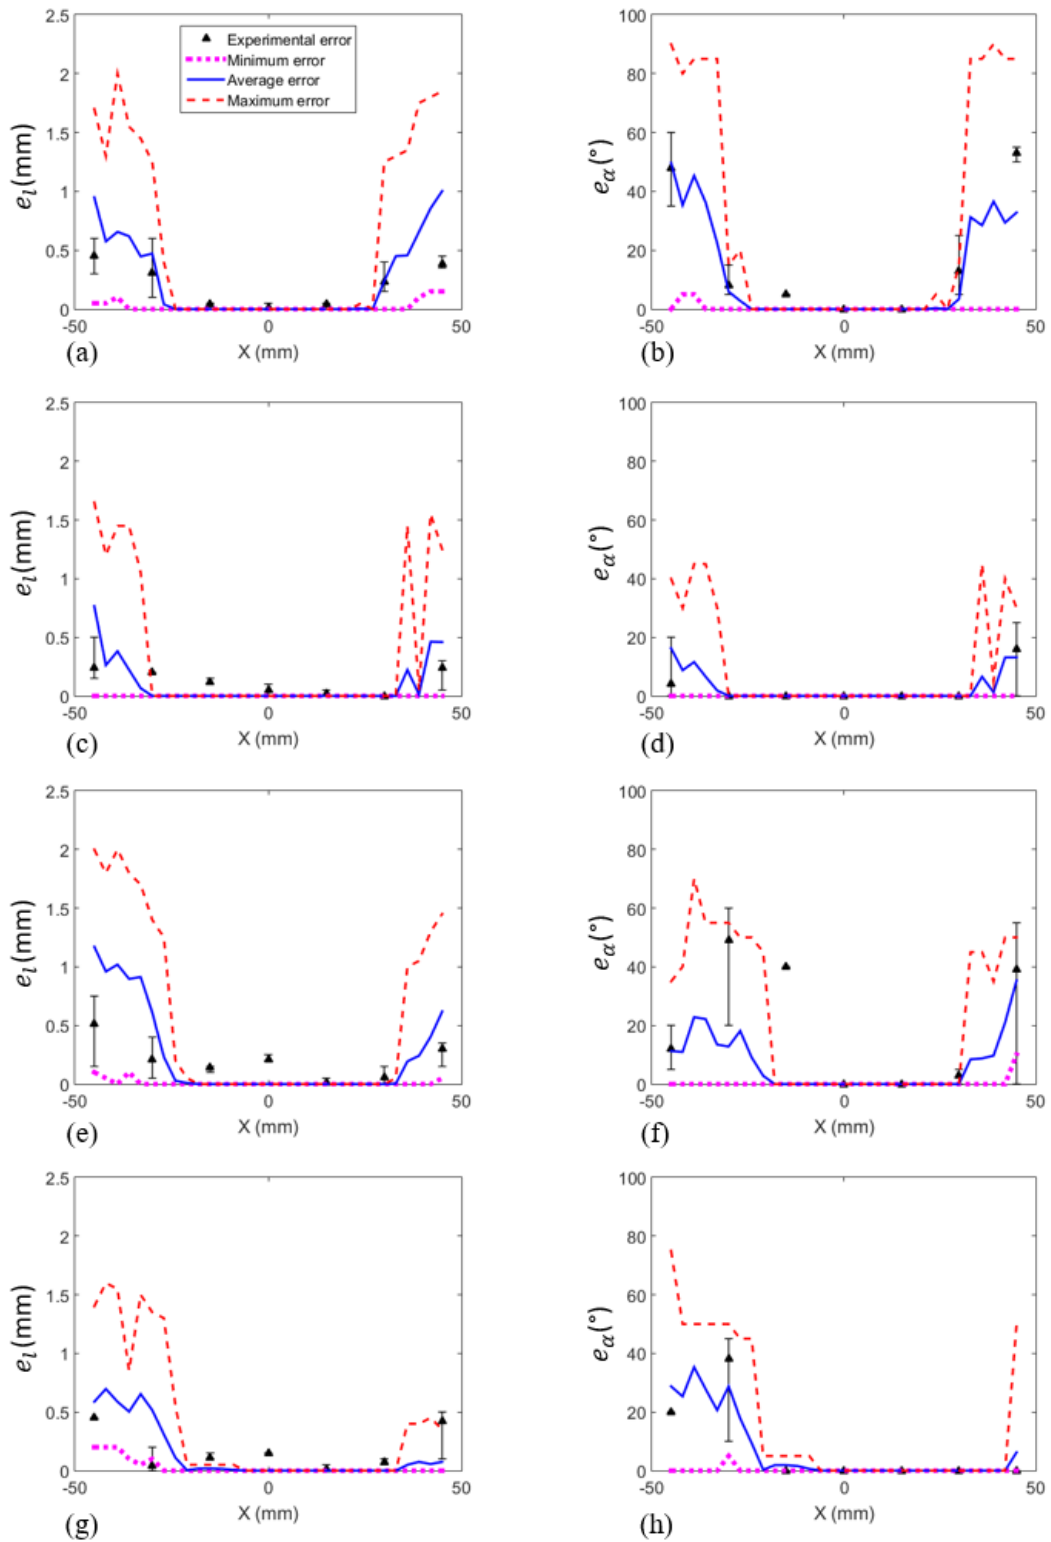 2.5
2
1.5
1
0.5
0
-50
0
50
e_l(mm)
X (mm)
Experimental error
Minimum error
Average error
Maximum error
(a)
100
80
60
40
20
0
-50
0
50
e_α(°)
X (mm)
(b)
2.5
2
1.5
1
0.5
0
-50
0
50
e_l(mm)
X (mm)
(c)
100
80
60
40
20
0
-50
0
50
e_α(°)
X (mm)
(d)
2.5
2
1.5
1
0.5
0
-50
0
50
e_l(mm)
X (mm)
(e)
100
80
60
40
20
0
-50
0
50
e_α(°)
X (mm)
(f)
2.5
2
1.5
1
0.5
0
-50
0
50
e_l(mm)
X (mm)
(g)
100
80
60
40
20
0
-50
0
50
e_α(°)
X (mm)
(h)